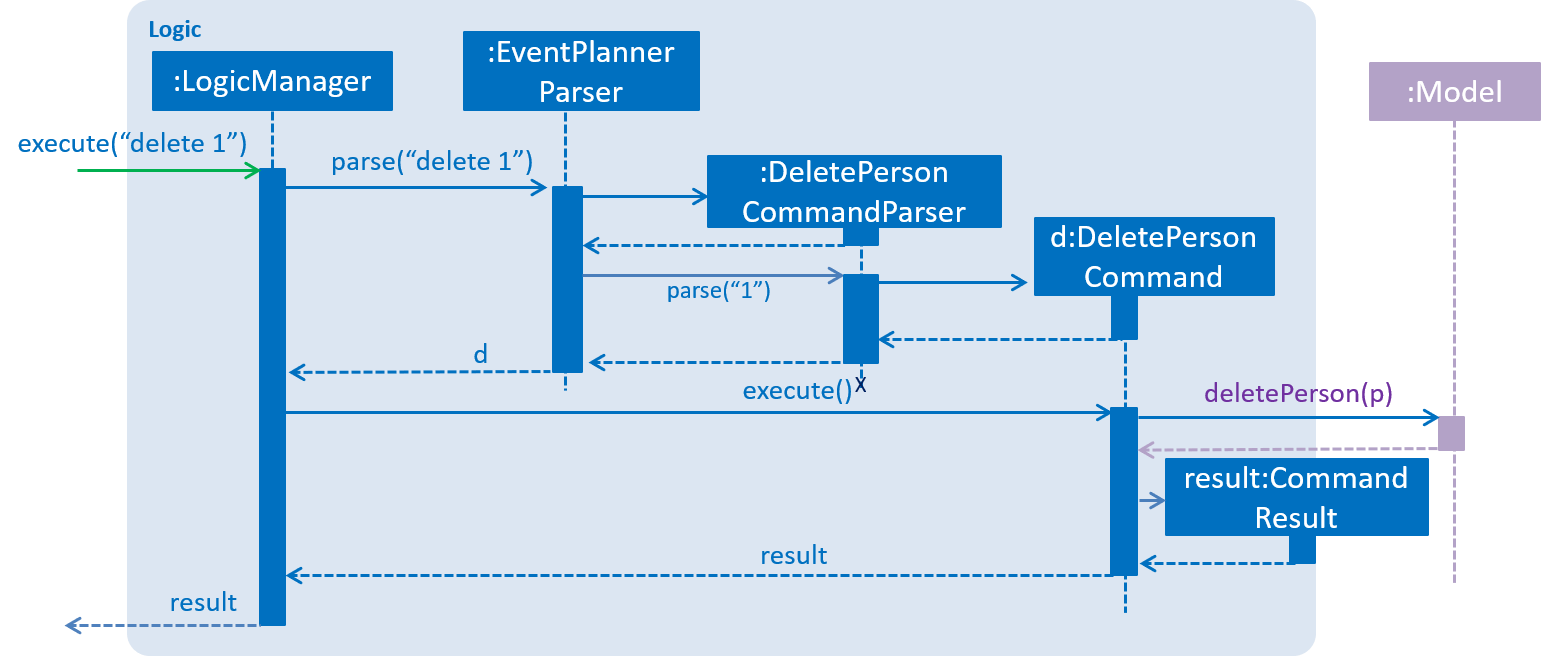 Logic
:LogicManager
:EventPlanner
Parser
:Model
execute(“delete 1”)
parse(“delete 1”)
:DeletePerson
CommandParser
d:DeletePerson
Command
parse(“1”)
d
execute()
X
deletePerson(p)
result:Command
Result
result
result